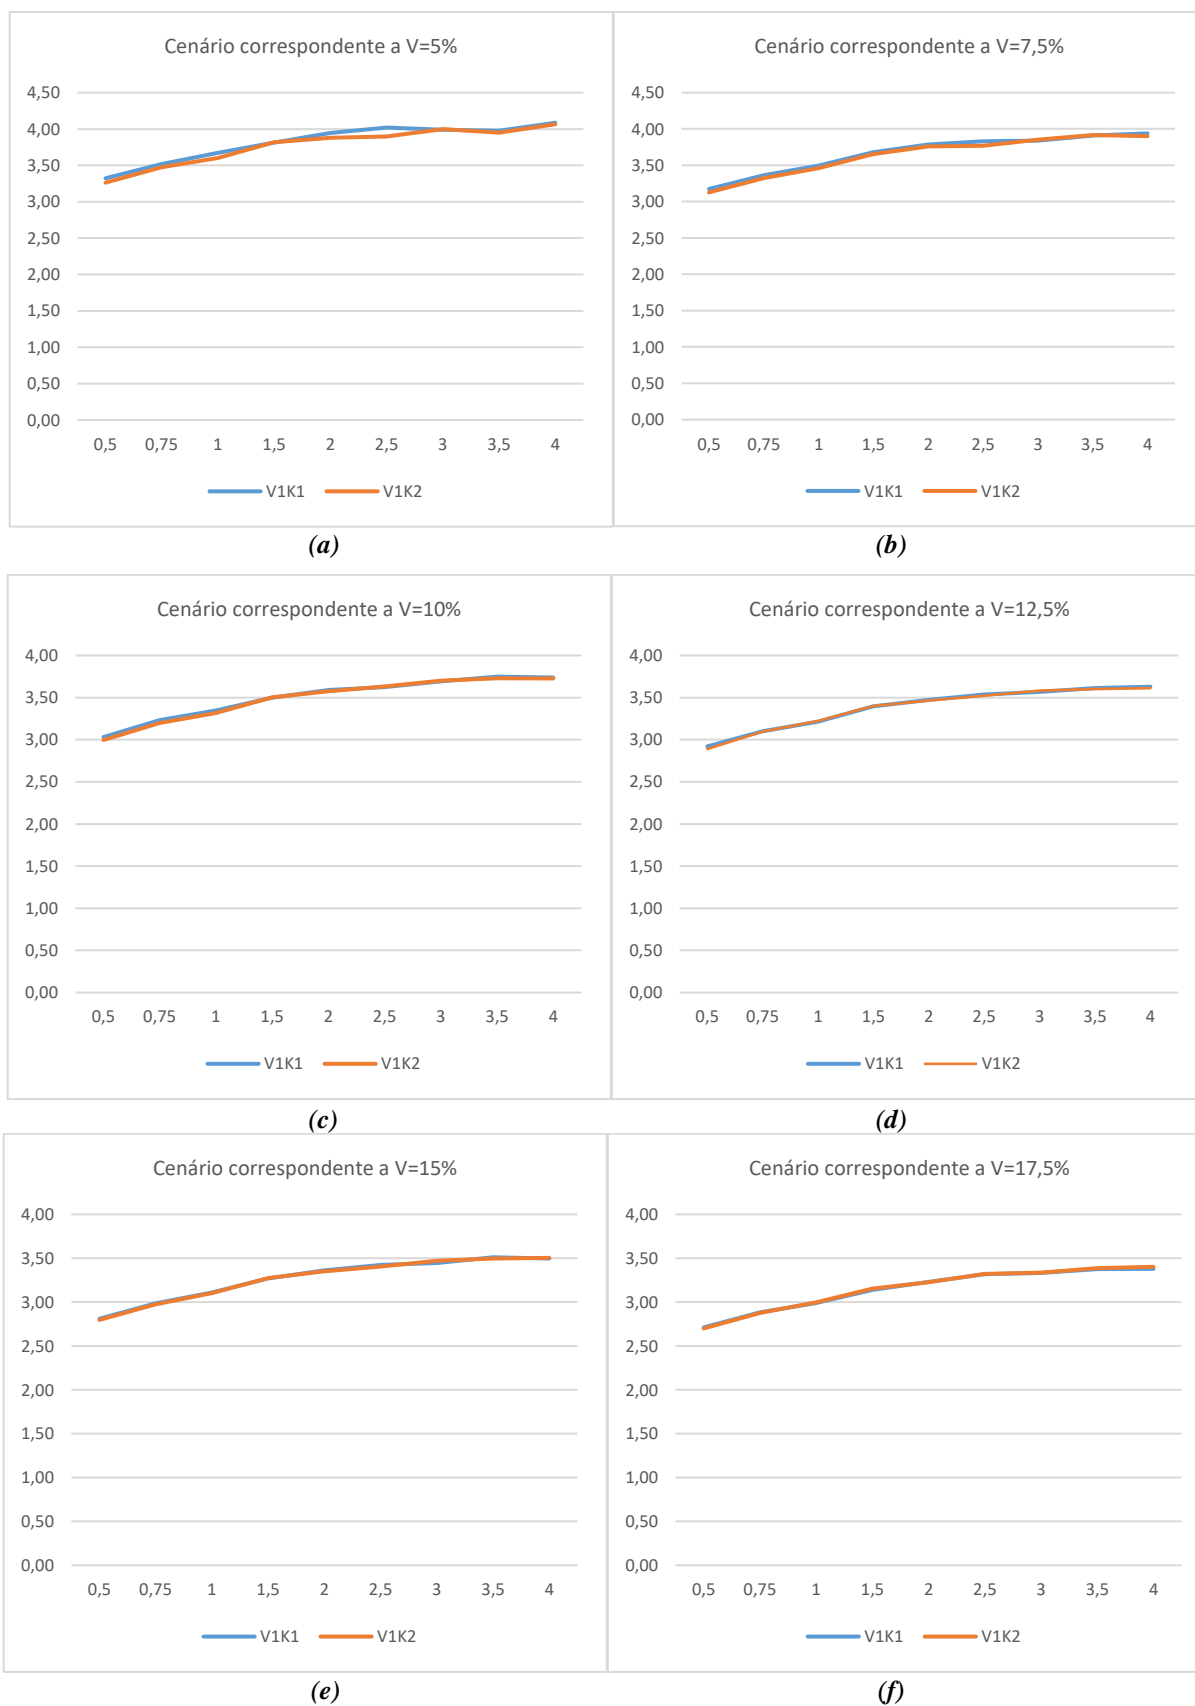 Cenário correspondente a V=5%
4,50
4,00
3,50
3,00
2,50
2,00
1,50
1,00
0,50
0,00
0,5 0,75 1 1,5 2 2,5 3 3,5 4
V1K1 V1K2
(a)
Cenário correspondente a V=7,5%
4,50
4,00
3,50
3,00
2,50
2,00
1,50
1,00
0,50
0,00
0,5 0,75 1 1,5 2 2,5 3 3,5 4
V1K1 V1K2
(b)
Cenário correspondente a V=10%
4,00
3,50
3,00
2,50
2,00
1,50
1,00
0,50
0,00
0,5 0,75 1 1,5 2 2,5 3 3,5 4
V1K1 V1K2
(c)
Cenário correspondente a V=12,5%
4,00
3,50
3,00
2,50
2,00
1,50
1,00
0,50
0,00
0,5 0,75 1 1,5 2 2,5 3 3,5 4
V1K1 V1K2
(d)
Cenário correspondente a V=15%
4,00
3,50
3,00
2,50
2,00
1,50
1,00
0,50
0,00
0,5 0,75 1 1,5 2 2,5 3 3,5 4
V1K1 V1K2
(e)
Cenário correspondente a V=17,5%
4,00
3,50
3,00
2,50
2,00
1,50
1,00
0,50
0,00
0,5 0,75 1 1,5 2 2,5 3 3,5 4
V1K1 V1K2
(f)